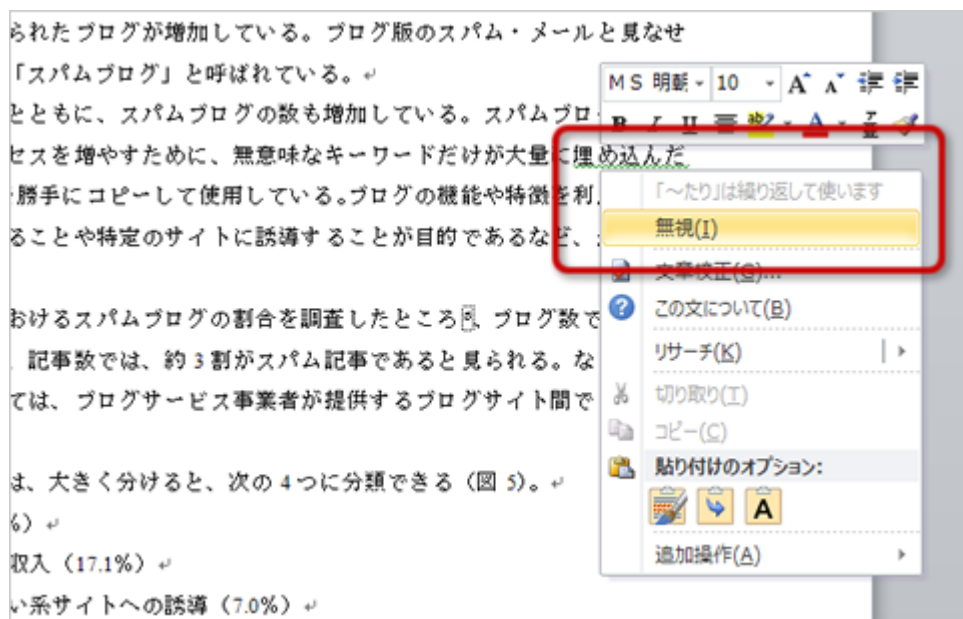 られたブログが増加している。ブログ版のスパム・メールと見なせ
「スパムブログ」と呼ばれている。
とともに、スパムブログの数も増加している。スパムブロ
セスを増やすために、無意味なキーワードだけが大量に埋め込んだ
勝手にコピーして使用している。ブログの機能や特徴を利
ることや特定のサイトに誘導することが目的であるなど、
おけるスパムブログの割合を調査したところ、ブログ数で
記事数では、約3割がスパム記事であると見られる。な
ては、ブログサービス事業者が提供するブログサイト間で
は、大きく分けると、次の4つに分類できる（図 5）。
%）
収入（17.1%）
い系サイトへの誘導（7.0%）
ＭＳ 明朝 10 A A
B I U ab A
「～たり」は繰り返して使います
無視(I)
文章校正(G)...
この文について(B)
リサーチ(K)
切り取り(T)
コピー(C)
貼り付けのオプション:
A
追加操作(A)